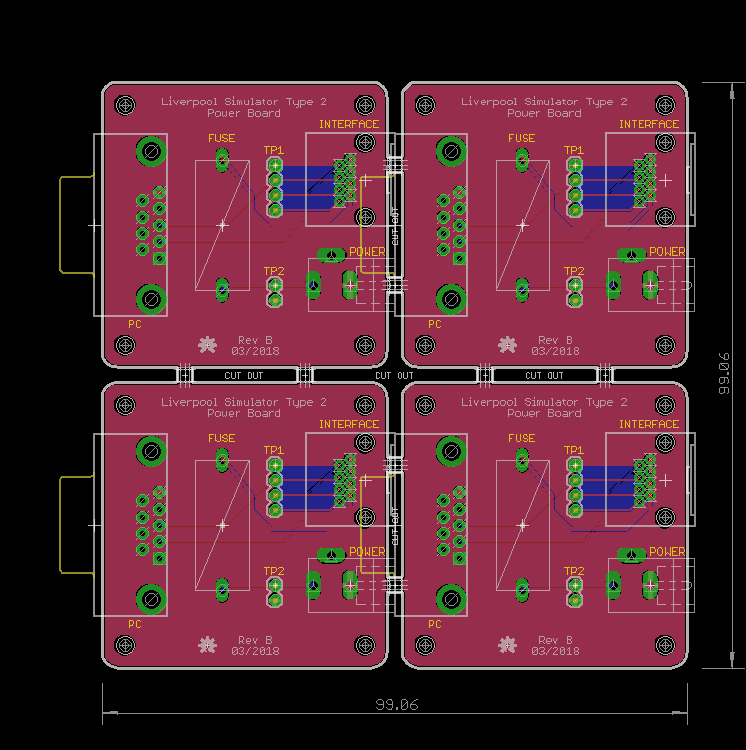 Liverpool Simulator Type 2
Power Board
INTERFACE
FUSE
TP1
POWER
TP2
PC
Rev B
03/2018
Liverpool Simulator Type 2
Power Board
INTERFACE
FUSE
TP1
POWER
TP2
PC
Rev B
03/2018
CUT OUT
CUT OUT
CUT OUT
CUT OUT
99.06
Liverpool Simulator Type 2
Power Board
INTERFACE
FUSE
TP1
POWER
TP2
PC
Rev B
03/2018
CUT OUT
Liverpool Simulator Type 2
Power Board
INTERFACE
FUSE
TP1
POWER
TP2
PC
Rev B
03/2018
99.06